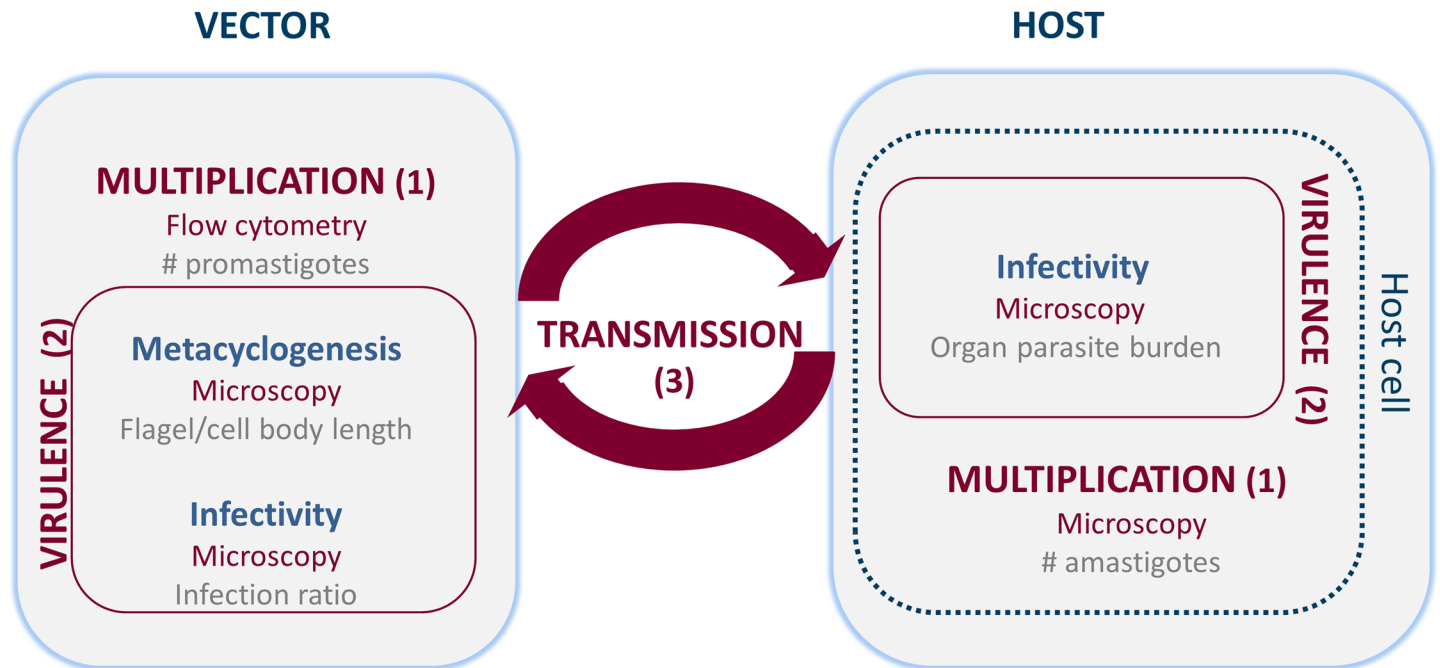 VECTOR
MULTIPLICATION (1)
Flow cytometry
# promastigotes
VIRULENCE (2)
Metacyclogenesis
Microscopy
Flagel/cell body length
Infectivity
Microscopy
Infection ratio
TRANSMISSION
(3)
HOST
Infectivity
Microscopy
Organ parasite burden
VIRULENCE (2)
Host cell
MULTIPLICATION (1)
Microscopy
# amastigotes